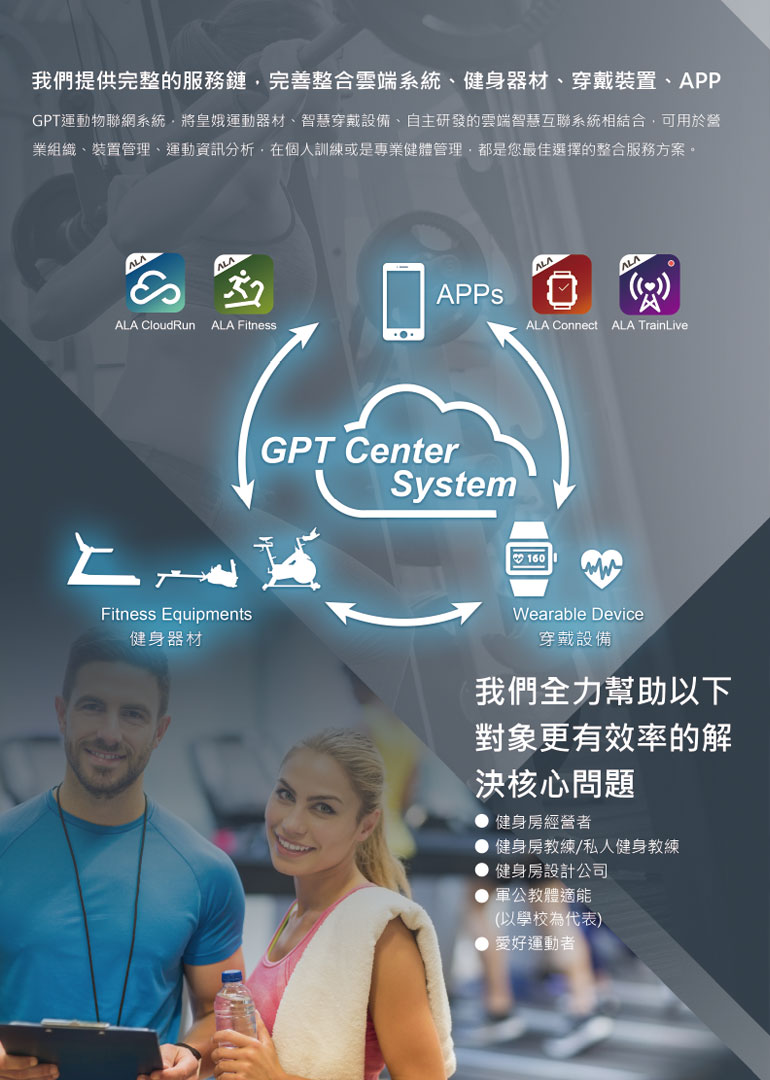 我們提供完整的服務鏈，完善整合雲端系統、健身器材、穿戴裝置、APP
GPT運動物聯網系統，將皇娥運動器材、智慧穿戴設備、自主研發的雲端智慧互聯系統相結合，可用於營
業組織、裝置管理、運動資訊分析，在個人訓練或是專業健體管理，都是您最佳選擇的整合服務方案。
ALA
ALA
ALA
ALA
APPs
ALA CloudRun
ALA Fitness
ALA Connect
ALA TrainLive
GPT Center
System
160
Fitness Equipments
健身器材
Wearable Device
穿戴設備
我們全力幫助以下
對象更有效率的解
決核心問題
● 健身房經營者
● 健身房教練/私人健身教練
● 健身房設計公司
● 軍公教體適能
(以學校為代表)
● 愛好運動者